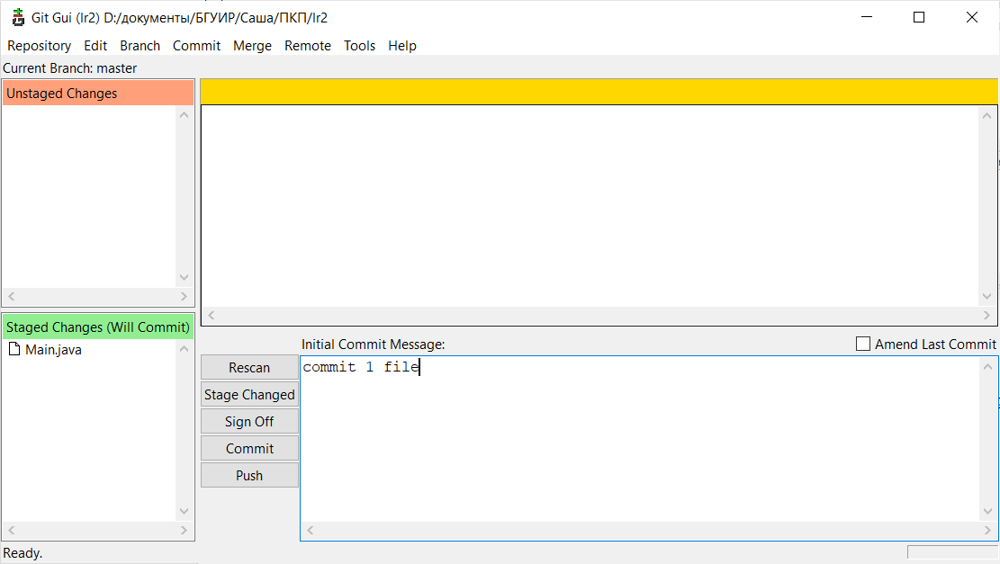 Git Gui (lr2) D:/документы/БГУИР/Саша/ПКП/lr2
Repository Edit Branch Commit Merge Remote Tools Help
Current Branch: master
Unstaged Changes
Staged Changes (Will Commit)
Main.java
Initial Commit Message:
Amend Last Commit
Rescan
Stage Changed
Sign Off
Commit
Push
commit 1 file
Ready.